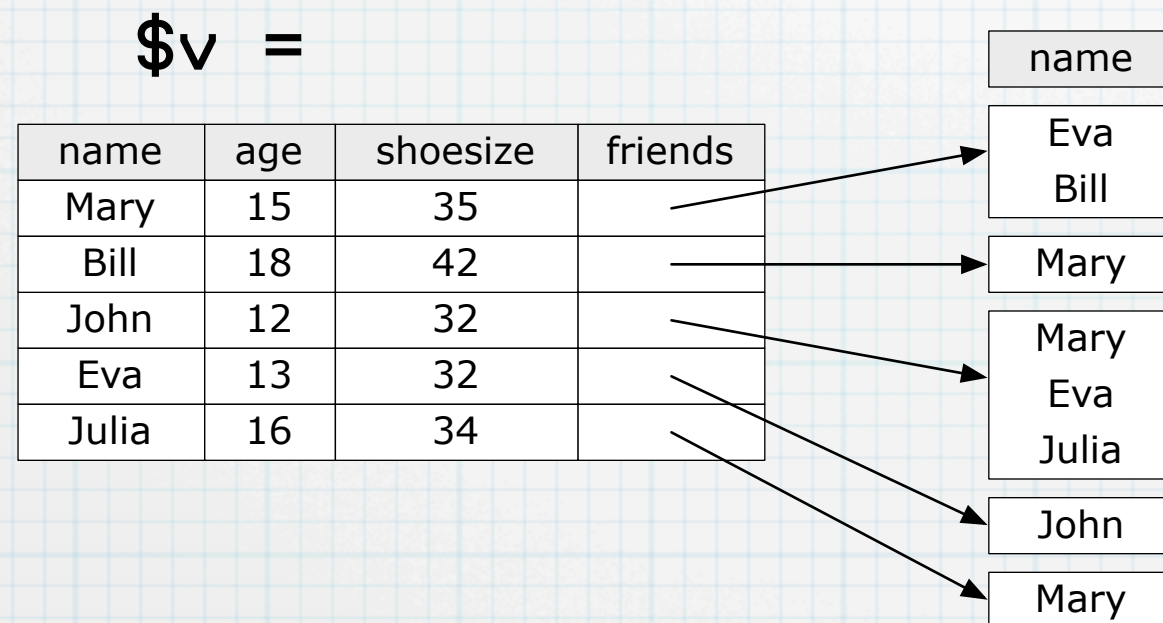 $v =
name age shoesize friends
Mary 15 35
Bill 18 42
John 12 32
Eva 13 32
Julia 16 34
name
Eva
Bill
Mary
Mary
Eva
Julia
John
Mary